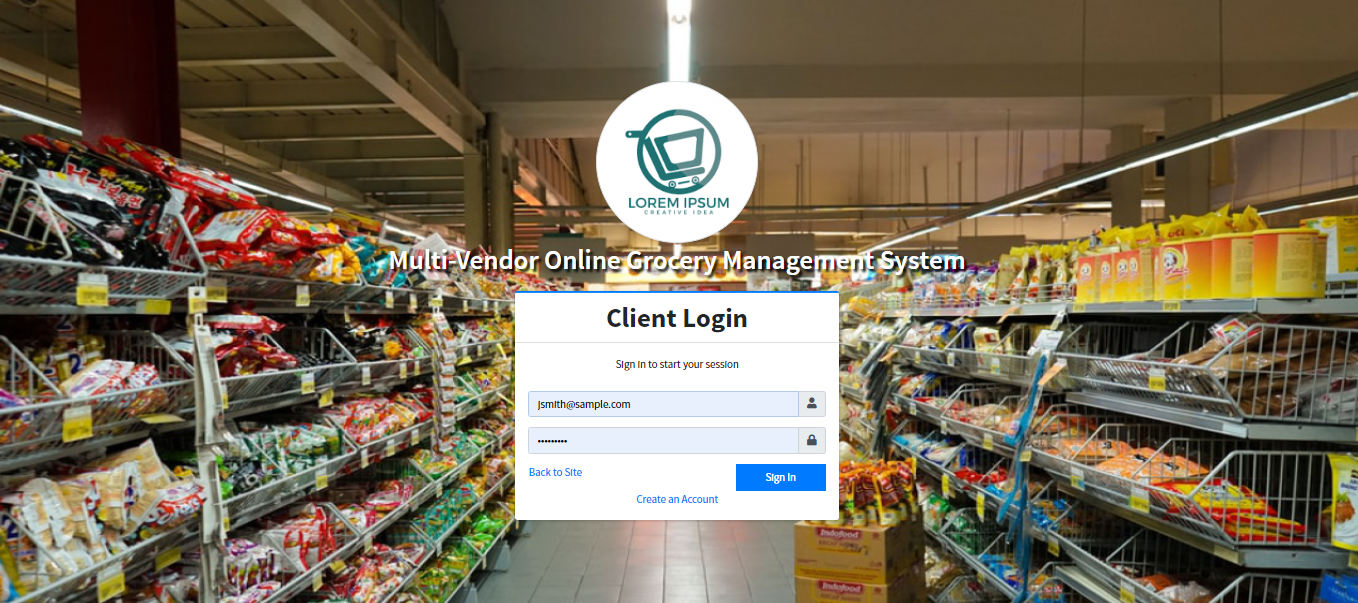 LOREM IPSUM
CREATIVE IDEA
Multi-Vendor Online Grocery Management System
Client Login
Sign in to start your session
jsmith@sample.com
•••••••••
Back to Site
Sign In
Create an Account
Indofood
Indofood